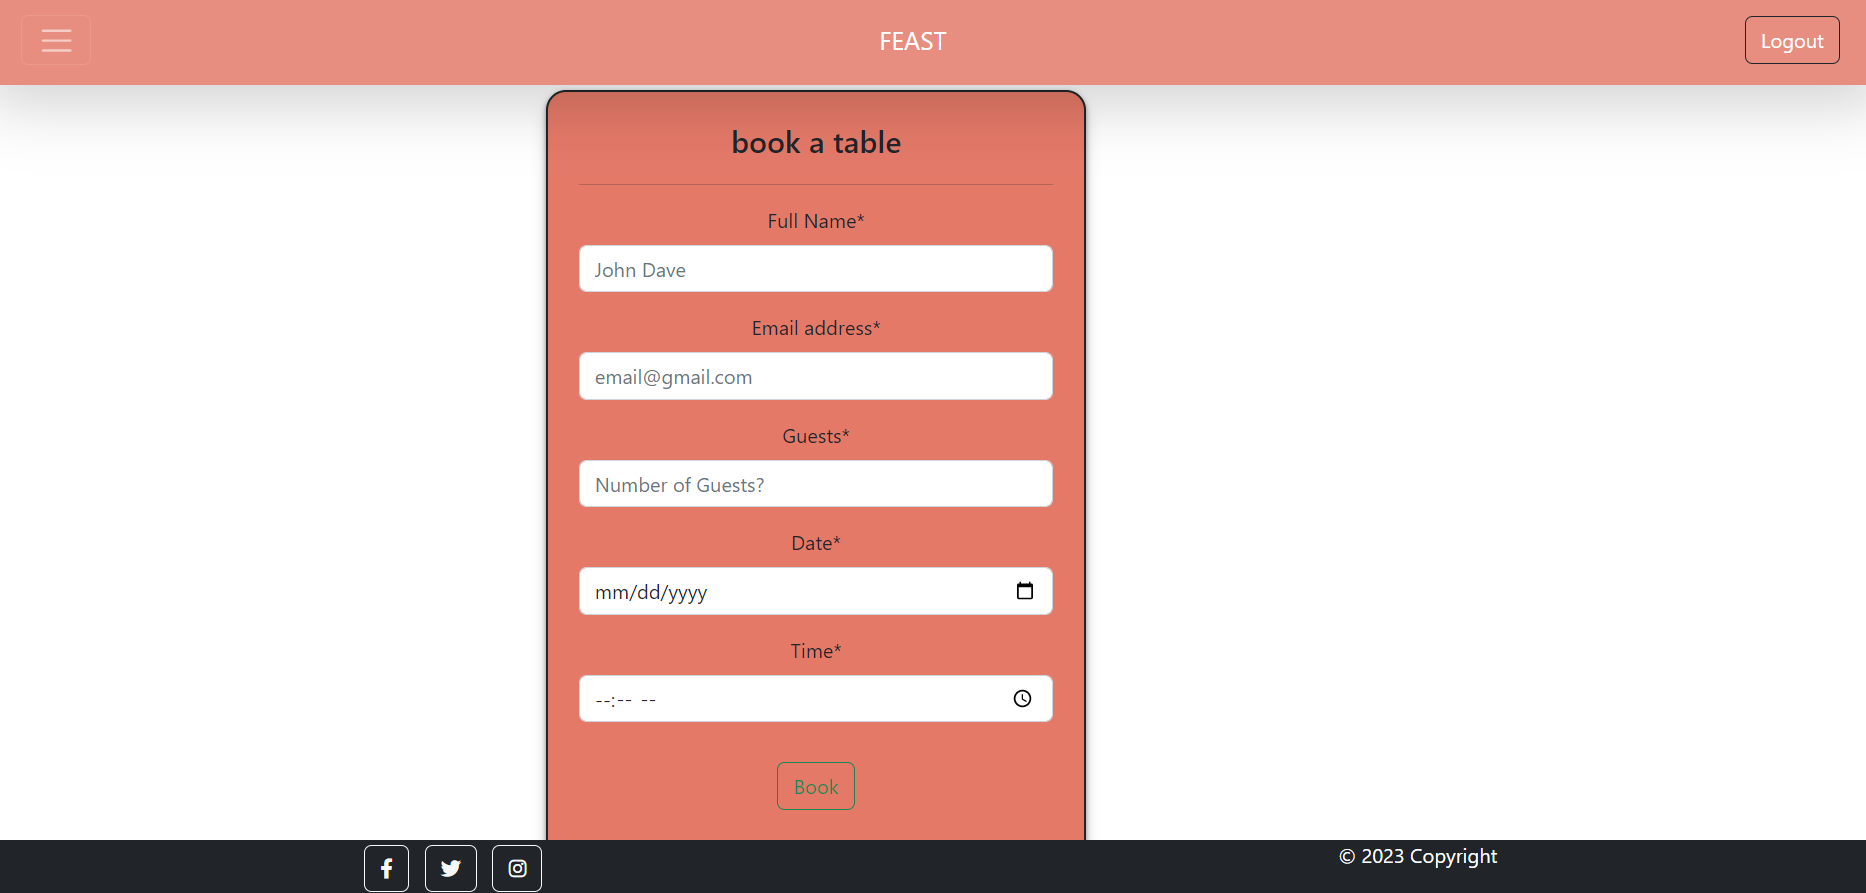 FEAST
Logout
book a table
Full Name*
John Dave
Email address*
email@gmail.com
Guests*
Number of Guests?
Date*
mm/dd/yyyy
Time*
--:-- --
Book
© 2023 Copyright